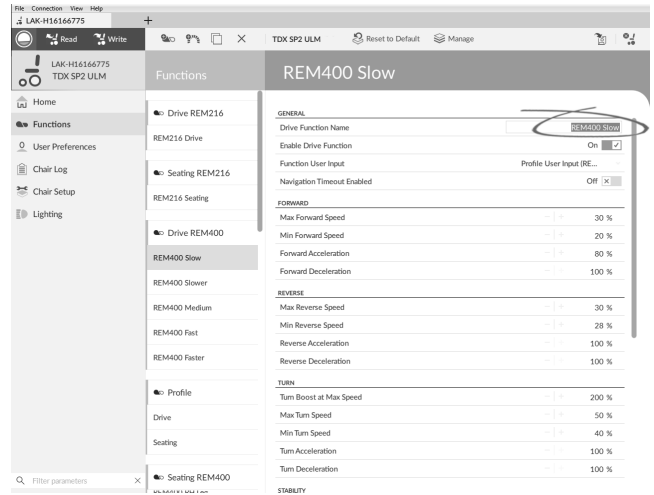 File Connection View Help
LAK-H16166775
Read Write TDX SP2 ULM Reset to Default Manage
LAK-H16166775
TDX SP2 ULM
Home
Functions
User Preferences
Chair Log
Chair Setup
Lighting
Filter parameters
Functions
Drive REM216
REM216 Drive
Seating REM216
REM216 Seating
Drive REM400
REM400 Slow
REM400 Slower
REM400 Medium
REM400 Fast
REM400 Faster
Profile
Drive
Seating
Seating REM400
REM400 Slow
GENERAL
Drive Function Name REM400 Slow
Enable Drive Function On
Function User Input Profile User Input (RE...
Navigation Timeout Enabled Off
FORWARD
Max Forward Speed − + 30 %
Min Forward Speed − + 20 %
Forward Acceleration − + 80 %
Forward Deceleration − + 100 %
REVERSE
Max Reverse Speed − + 30 %
Min Reverse Speed − + 28 %
Reverse Acceleration − + 100 %
Reverse Deceleration − + 100 %
TURN
Turn Boost at Max Speed − + 200 %
Max Turn Speed − + 50 %
Min Turn Speed − + 40 %
Turn Acceleration − + 100 %
Turn Deceleration − + 100 %
STABILITY